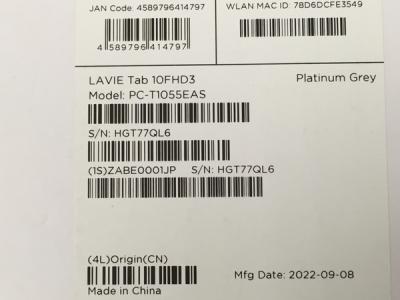 JAN Code: 4589796414797
WLAN MAC ID: 78D6DCFE3549
4 589796 414797
LAVIE Tab 10FHD3
Platinum Grey
Model: PC-T1055EAS
S/N: HGT77QL6
(1S)ZABE0001JP S/N: HGT77QL6
(4L)Origin(CN)
Mfg Date: 2022-09-08
Made in China